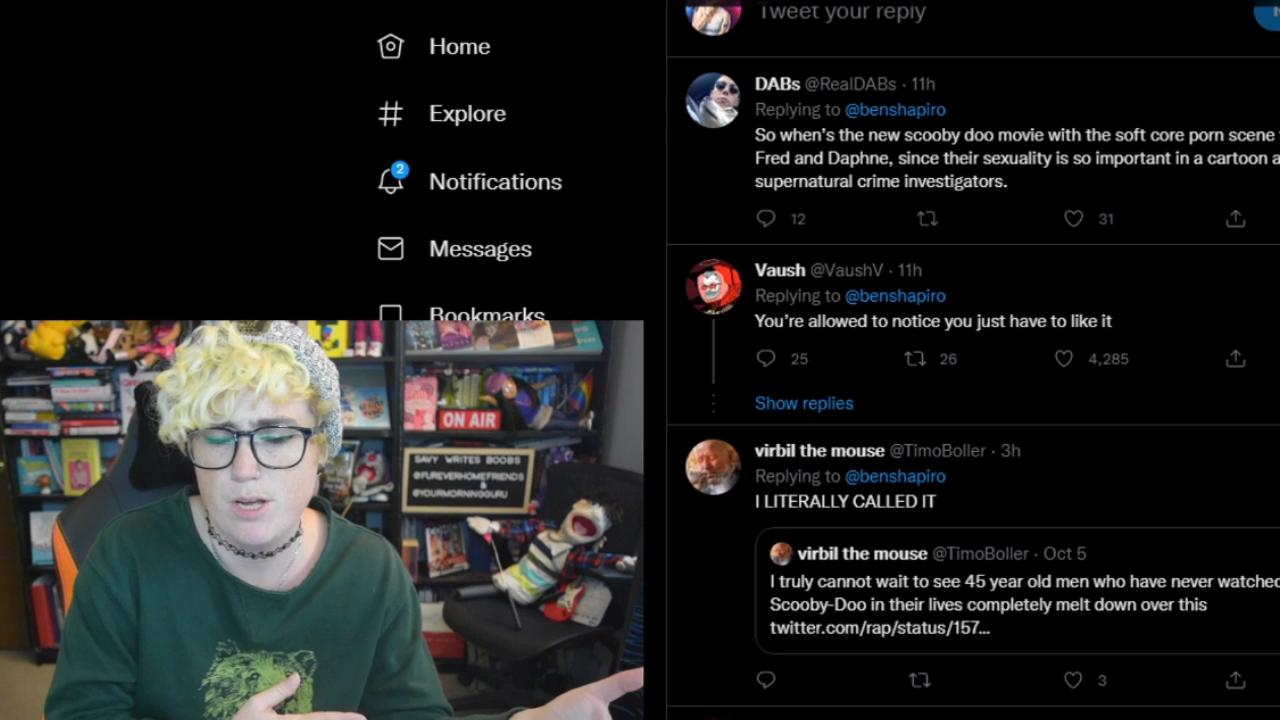 Home
Explore
2
Notifications
Messages
Bookmarks
Tweet your reply
DABs @RealDABs · 11h
Replying to @benshapiro
So when's the new scooby doo movie with the soft core porn scene
Fred and Daphne, since their sexuality is so important in a cartoon
supernatural crime investigators.
12
31
Vaush @VaushV · 11h
Replying to @benshapiro
You're allowed to notice you just have to like it
25
26
4,285
Show replies
virbil the mouse @TimoBoller · 3h
Replying to @benshapiro
I LITERALLY CALLED IT
virbil the mouse @TimoBoller · Oct 5
I truly cannot wait to see 45 year old men who have never watched
Scooby-Doo in their lives completely melt down over this
twitter.com/rap/status/157...
3
ON AIR
SAVY WRITES BOOBS
@FUREVERHOMEFRIENDS
&
@YOURMORNINGGURU